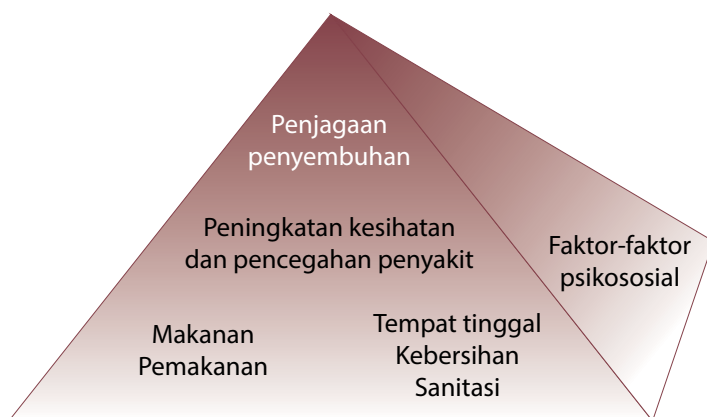 Penjagaan
penyembuhan
Peningkatan kesihatan
dan pencegahan penyakit
Faktor-faktor
psikososial
Makanan
Pemakanan
Tempat tinggal
Kebersihan
Sanitasi